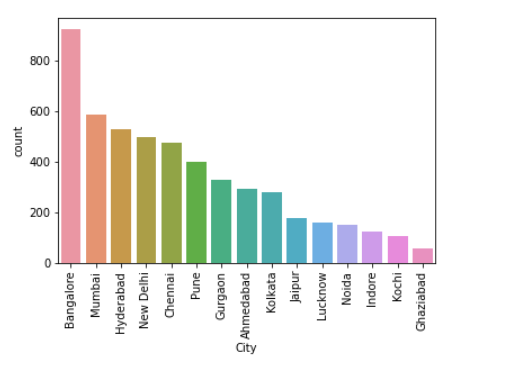 800
600
400
200
0
count
Bangalore
Mumbai
Hyderabad
New Delhi
Chennai
Pune
Gurgaon
Ahmedabad
Kolkata
Jaipur
Lucknow
Noida
Indore
Kochi
Ghaziabad
City